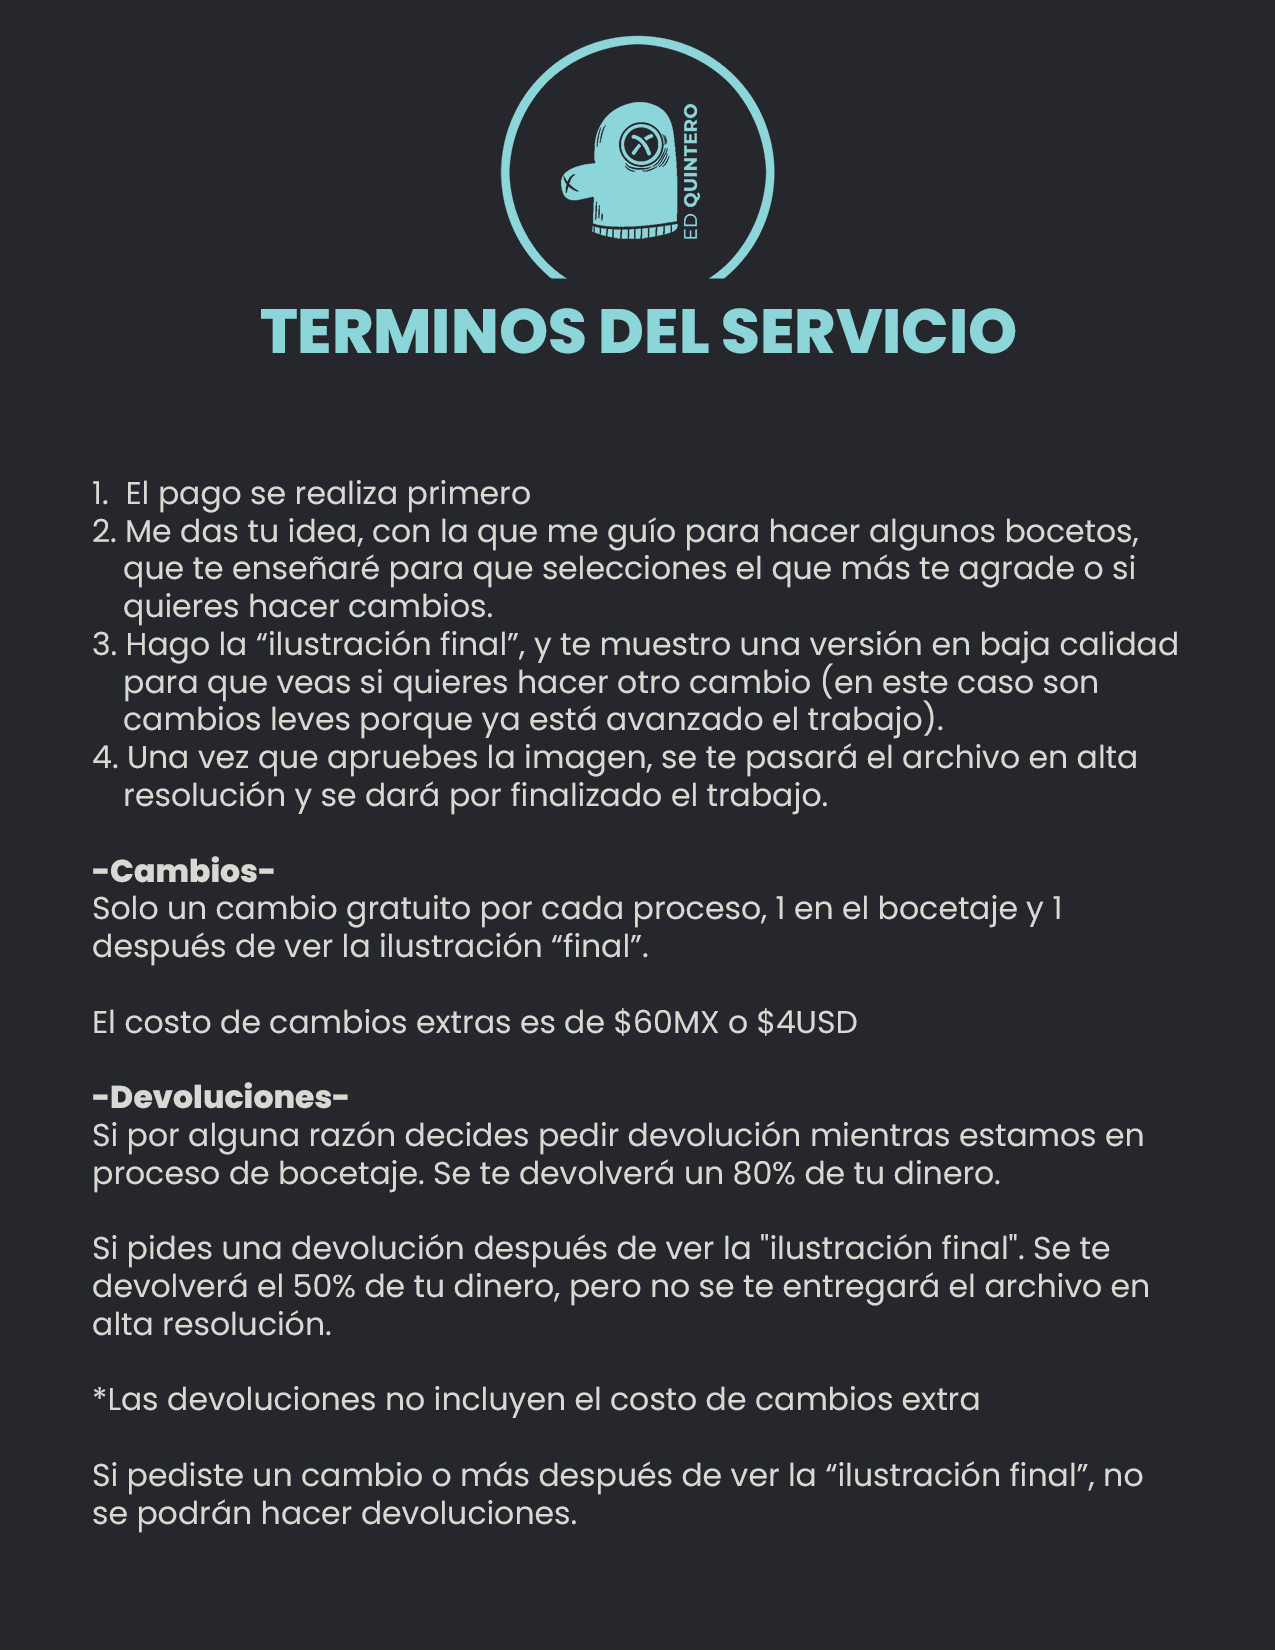 ED QUINTERO
TERMINOS DEL SERVICIO
1. El pago se realiza primero
2. Me das tu idea, con la que me guío para hacer algunos bocetos,
que te enseñaré para que selecciones el que más te agrade o si
quieres hacer cambios.
3. Hago la “ilustración final”, y te muestro una versión en baja calidad
para que veas si quieres hacer otro cambio (en este caso son
cambios leves porque ya está avanzado el trabajo).
4. Una vez que apruebes la imagen, se te pasará el archivo en alta
resolución y se dará por finalizado el trabajo.
-Cambios-
Solo un cambio gratuito por cada proceso, 1 en el bocetaje y 1
después de ver la ilustración “final”.
El costo de cambios extras es de $60MX o $4USD
-Devoluciones-
Si por alguna razón decides pedir devolución mientras estamos en
proceso de bocetaje. Se te devolverá un 80% de tu dinero.
Si pides una devolución después de ver la "ilustración final". Se te
devolverá el 50% de tu dinero, pero no se te entregará el archivo en
alta resolución.
*Las devoluciones no incluyen el costo de cambios extra
Si pediste un cambio o más después de ver la “ilustración final”, no
se podrán hacer devoluciones.